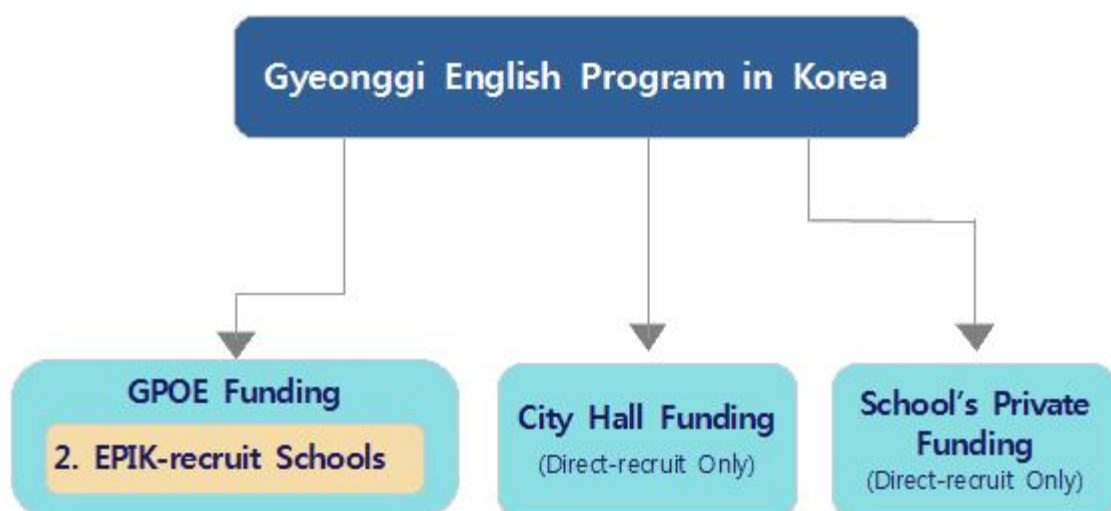 Gyeonggi English Program in Korea
GPOE Funding
2. EPIK-recruit Schools
City Hall Funding
(Direct-recruit Only)
School's Private
Funding
(Direct-recruit Only)